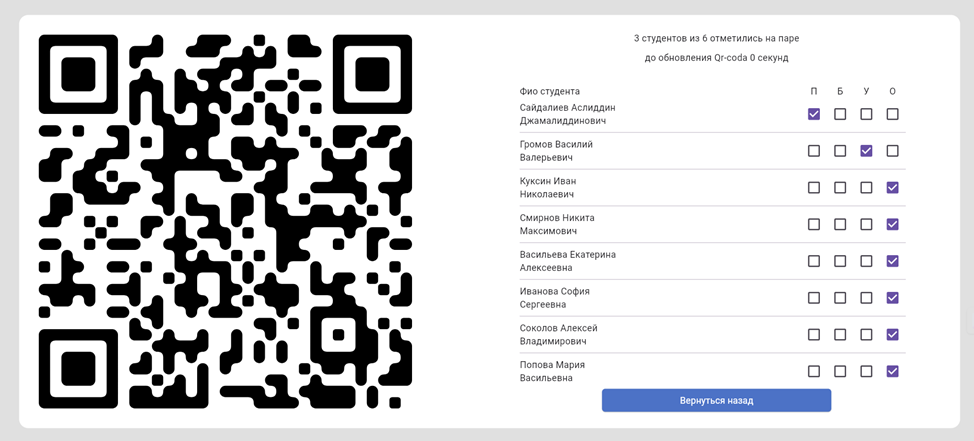 3 студентов из 6 отметились на паре
до обновления Qr-coda 0 секунд
Фио студента П Б У О
Сайдалиев Аслиддин
Джамалиддинович
Громов Василий
Валерьевич
Куксин Иван
Николаевич
Смирнов Никита
Максимович
Васильева Екатерина
Алексеевна
Иванова София
Сергеевна
Соколов Алексей
Владимирович
Попова Мария
Васильевна
Вернуться назад